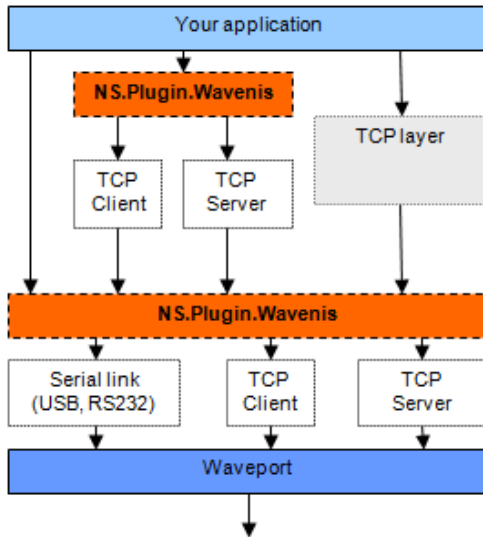 Your application
NS.Plugin.Wavenis
TCP layer
TCP
Client
TCP
Server
NS.Plugin.Wavenis
Serial link
(USB, RS232)
TCP
Client
TCP
Server
Waveport